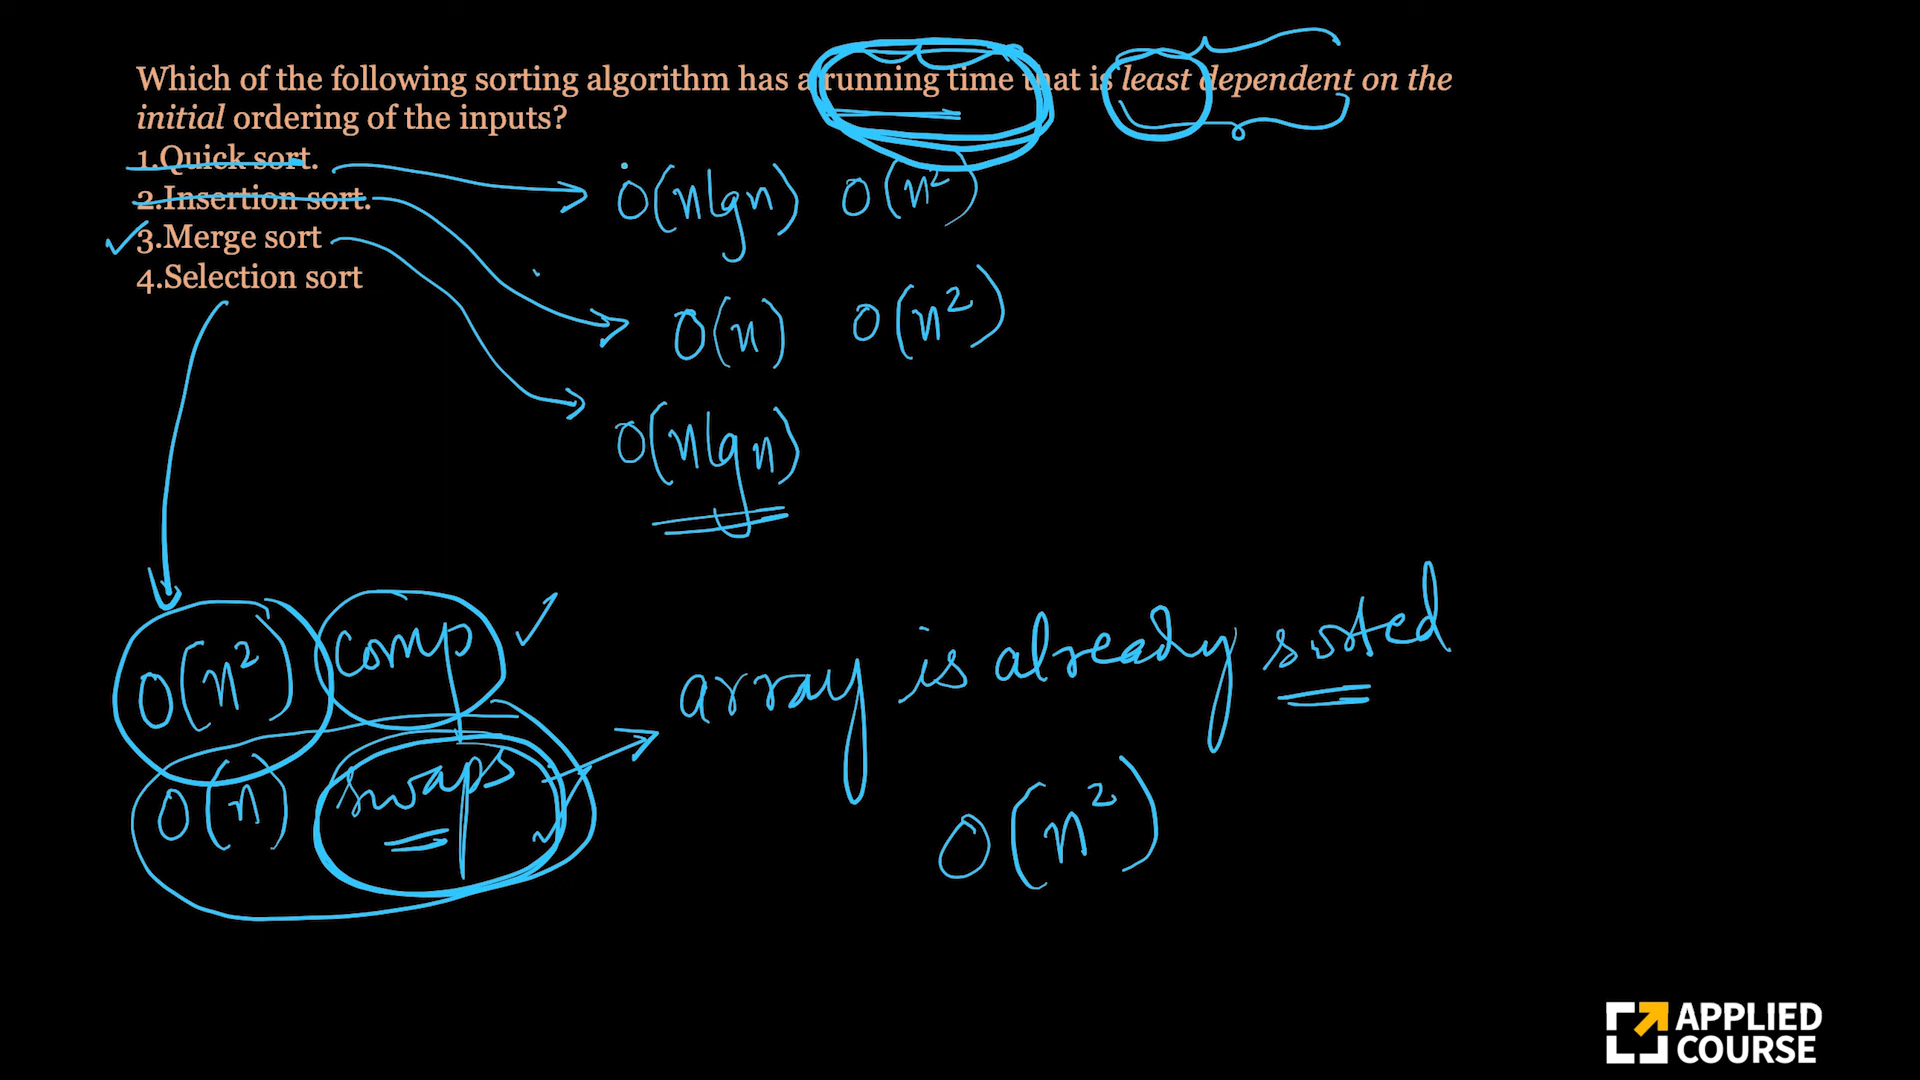 Which of the following sorting algorithm has a running time that is least dependent on the
initial ordering of the inputs?
1.Quick sort.
O(nlgn) O(n²)
2.Insertion sort.
3.Merge sort
4.Selection sort
O(n) O(n²)
O(nlgn)
O(n²) comp
array is already sorted
O(n) swaps
O(n²)
APPLIED
COURSE